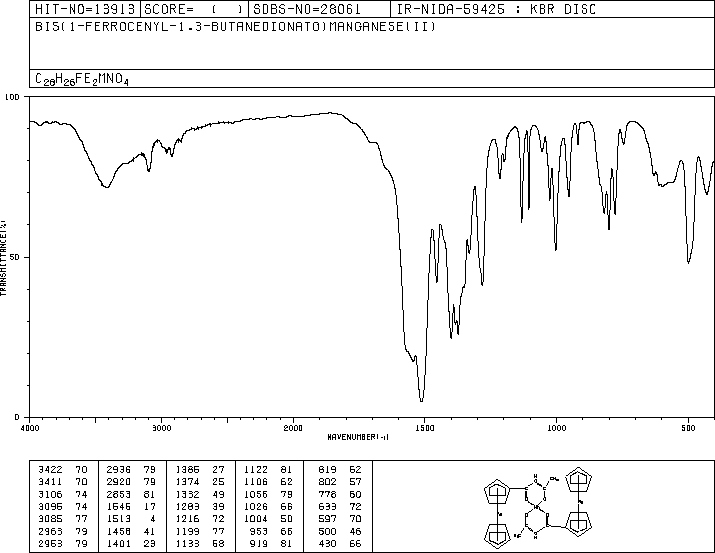 HIT-NO=13913 SCORE= ( ) SDBS-NO=28061 IR-NIDA-59425 : KBR DISC
BIS(1-FERROCENYL-1,3-BUTANEDIONATO)MANGANESE(II)
C28H26FE2MNO4
100
50
0
TRANSMITTANCE(%)
4000 3000 2000 1500 1000 500
WAVENUMBER(-1)
3422 70 2936 79 1386 27 1122 81 819 62
3411 70 2920 79 1374 25 1106 62 802 57
3106 74 2853 81 1332 49 1055 79 778 60
3095 74 1546 17 1283 39 1026 66 633 72
3085 77 1513 4 1216 72 1004 50 597 70
2963 79 1458 41 1199 77 953 66 500 46
2953 79 1401 23 1133 58 919 81 430 66